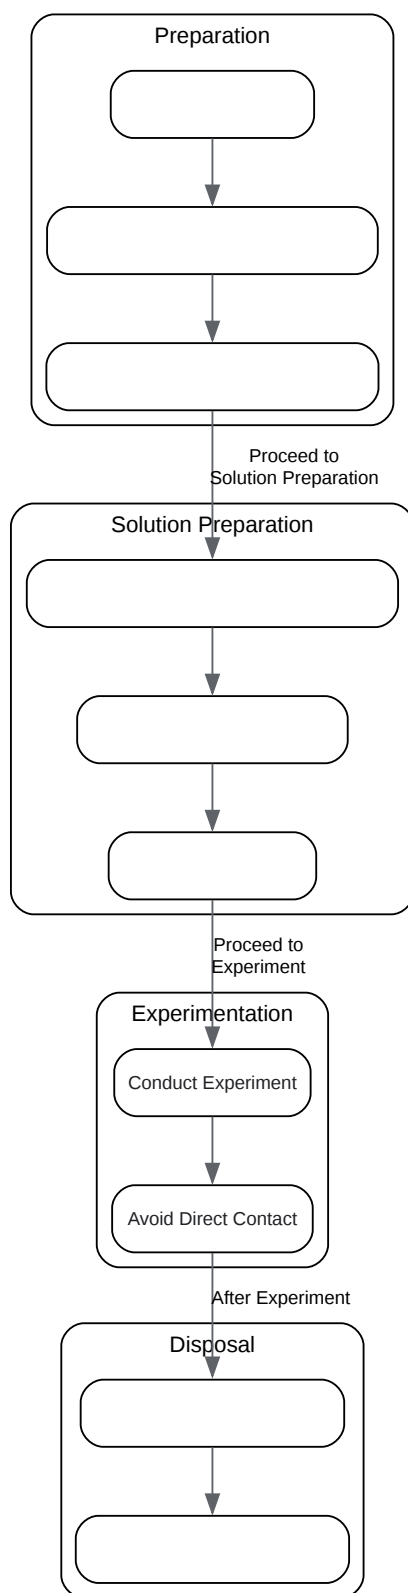 Preparation
Proceed to
Solution Preparation
Solution Preparation
Proceed to
Experiment
Experimentation
Conduct Experiment
Avoid Direct Contact
After Experiment
Disposal